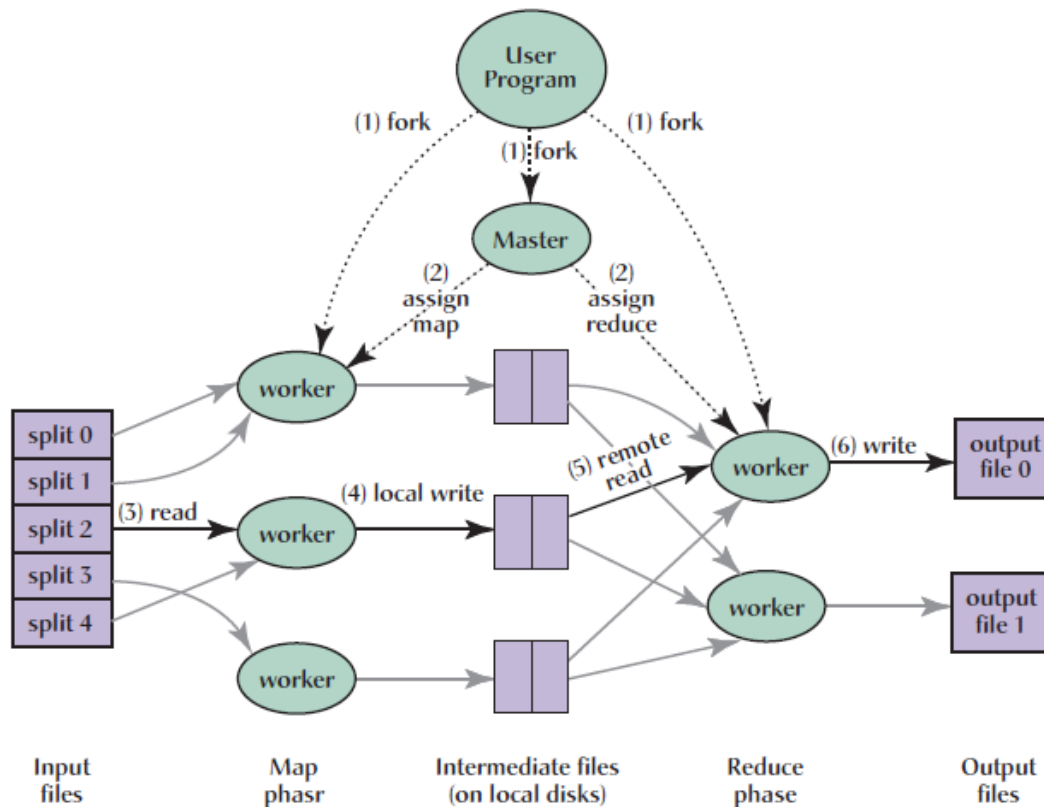 User
Program
(1) fork
(1) fork
(1) fork
Master
(2)
assign
map
(2)
assign
reduce
worker
split 0
split 1
split 2
split 3
split 4
(3) read
worker
(4) local write
(5) remote
read
worker
(6) write
output
file 0
worker
output
file 1
worker
Input
files
Map
phasr
Intermediate files
(on local disks)
Reduce
phase
Output
files